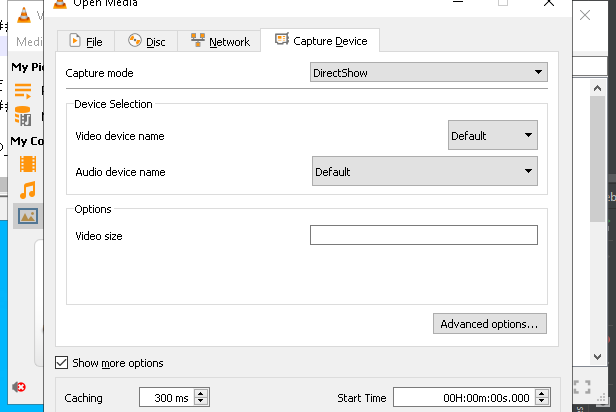 Open Media
Medi
File
Disc
Network
Capture Device
My Pi
Capture mode
DirectShow
Device Selection
Video device name
Default
My Co
Audio device name
Default
Options
Video size
Advanced options...
Show more options
Caching
300 ms
Start Time
00H:00m:00s.000